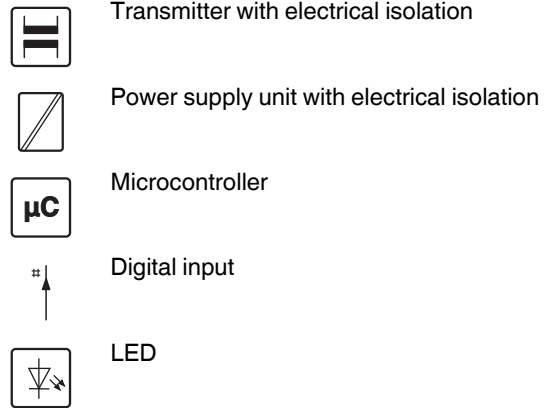 Transmitter with electrical isolation
Power supply unit with electrical isolation
µC
Microcontroller
#
Digital input
LED